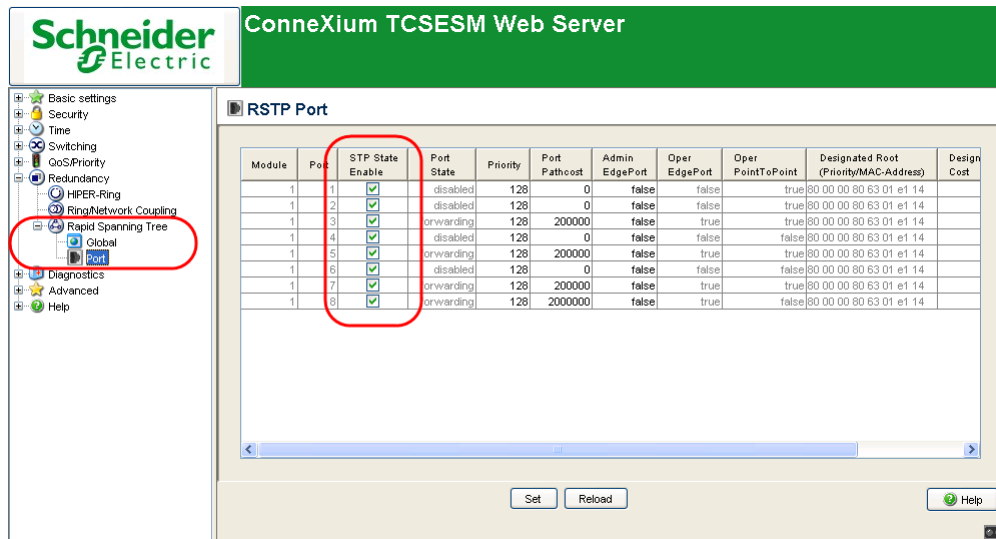 Schneider Electric
ConneXium TCSESM Web Server
Basic settings
Security
Time
Switching
QoS/Priority
Redundancy
HIPER-Ring
Ring/Network Coupling
Rapid Spanning Tree
Global
Port
Diagnostics
Advanced
Help
RSTP Port
Module Port STP State Enable Port State Priority Port Pathcost Admin EdgePort Oper EdgePort Oper PointToPoint Designated Root (Priority/MAC-Address) Design Cost
1 1 disabled 128 0 false false true 80 00 00 80 63 01 e1 14
1 2 disabled 128 0 false false true 80 00 00 80 63 01 e1 14
1 3 orwarding 128 200000 false true true 80 00 00 80 63 01 e1 14
1 4 disabled 128 0 false false false 80 00 00 80 63 01 e1 14
1 5 orwarding 128 200000 false true true 80 00 00 80 63 01 e1 14
1 6 disabled 128 0 false false false 80 00 00 80 63 01 e1 14
1 7 orwarding 128 200000 false true true 80 00 00 80 63 01 e1 14
1 8 orwarding 128 2000000 false true false 80 00 00 80 63 01 e1 14
Set Reload Help